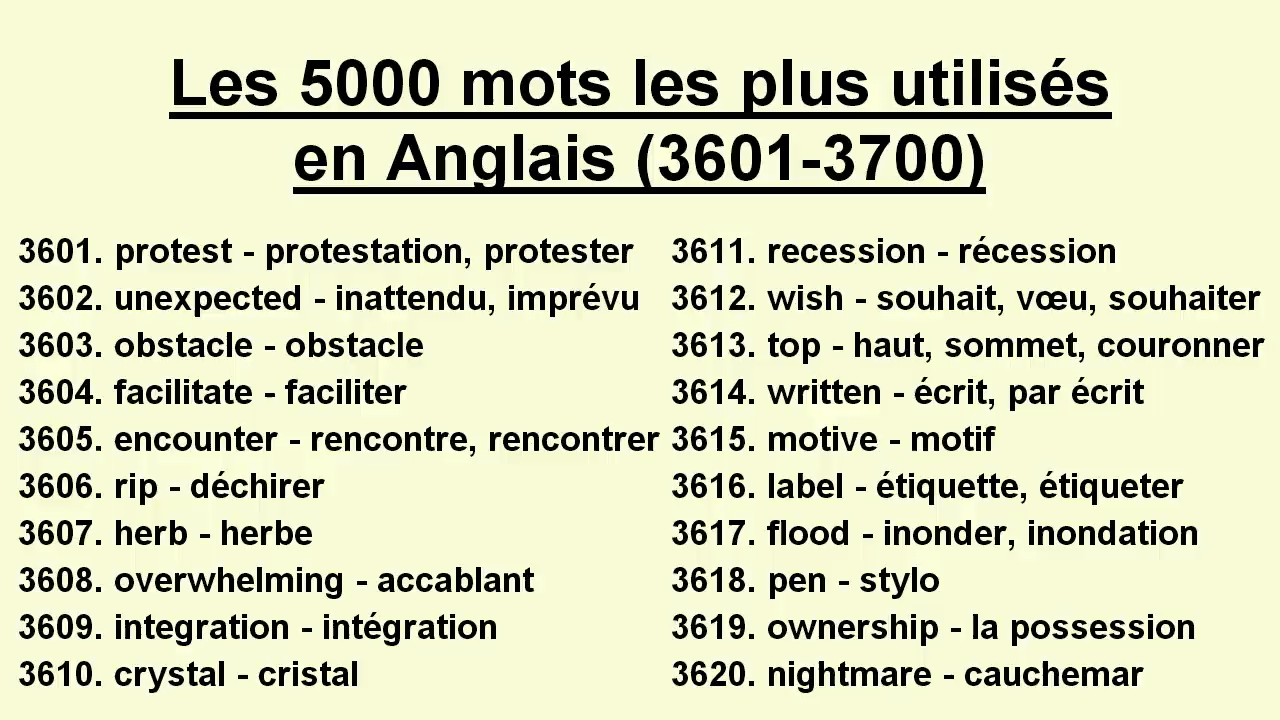 Les 5000 mots les plus utilisés
en Anglais (3601-3700)
3601. protest - protestation, protester
3602. unexpected - inattendu, imprévu
3603. obstacle - obstacle
3604. facilitate - faciliter
3605. encounter - rencontre, rencontrer
3606. rip - déchirer
3607. herb - herbe
3608. overwhelming - accablant
3609. integration - intégration
3610. crystal - cristal
3611. recession - récession
3612. wish - souhait, vœu, souhaiter
3613. top - haut, sommet, couronner
3614. written - écrit, par écrit
3615. motive - motif
3616. label - étiquette, étiqueter
3617. flood - inonder, inondation
3618. pen - stylo
3619. ownership - la possession
3620. nightmare - cauchemar